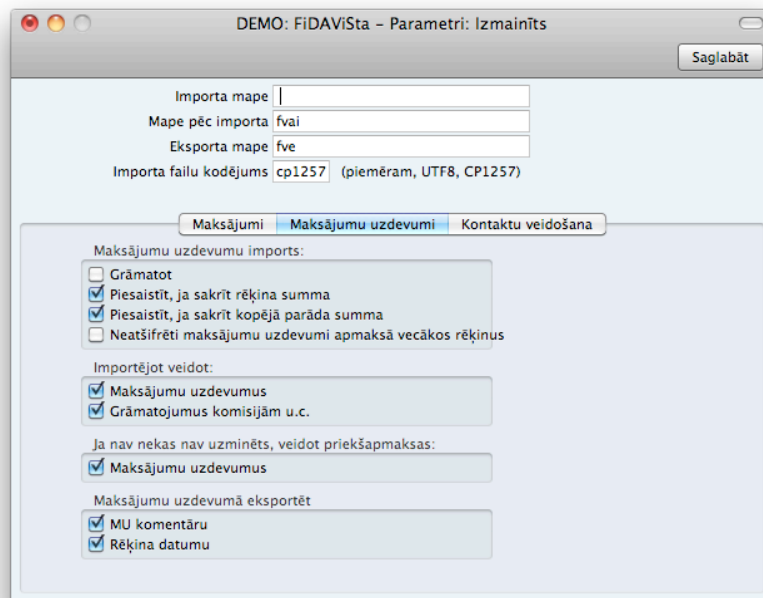 DEMO: FiDAViSta – Parametri: Izmainīts
Saglabāt
Importa mape
Mape pēc importa fvai
Eksporta mape fve
Importa failu kodējums cp1257 (piemēram, UTF8, CP1257)
Maksājumi Maksājumu uzdevumi Kontaktu veidošana
Maksājumu uzdevumu imports:
Grāmatot
Piesaistīt, ja sakrīt rēķina summa
Piesaistīt, ja sakrīt kopējā parāda summa
Neatšifrēti maksājumu uzdevumi apmaksā vecākos rēķinus
Importējot veidot:
Maksājumu uzdevumus
Grāmatojumus komisijām u.c.
Ja nav nekas nav uzminēts, veidot priekšapmaksas:
Maksājumu uzdevumus
Maksājumu uzdevumā eksportēt
MU komentāru
Rēķina datumu